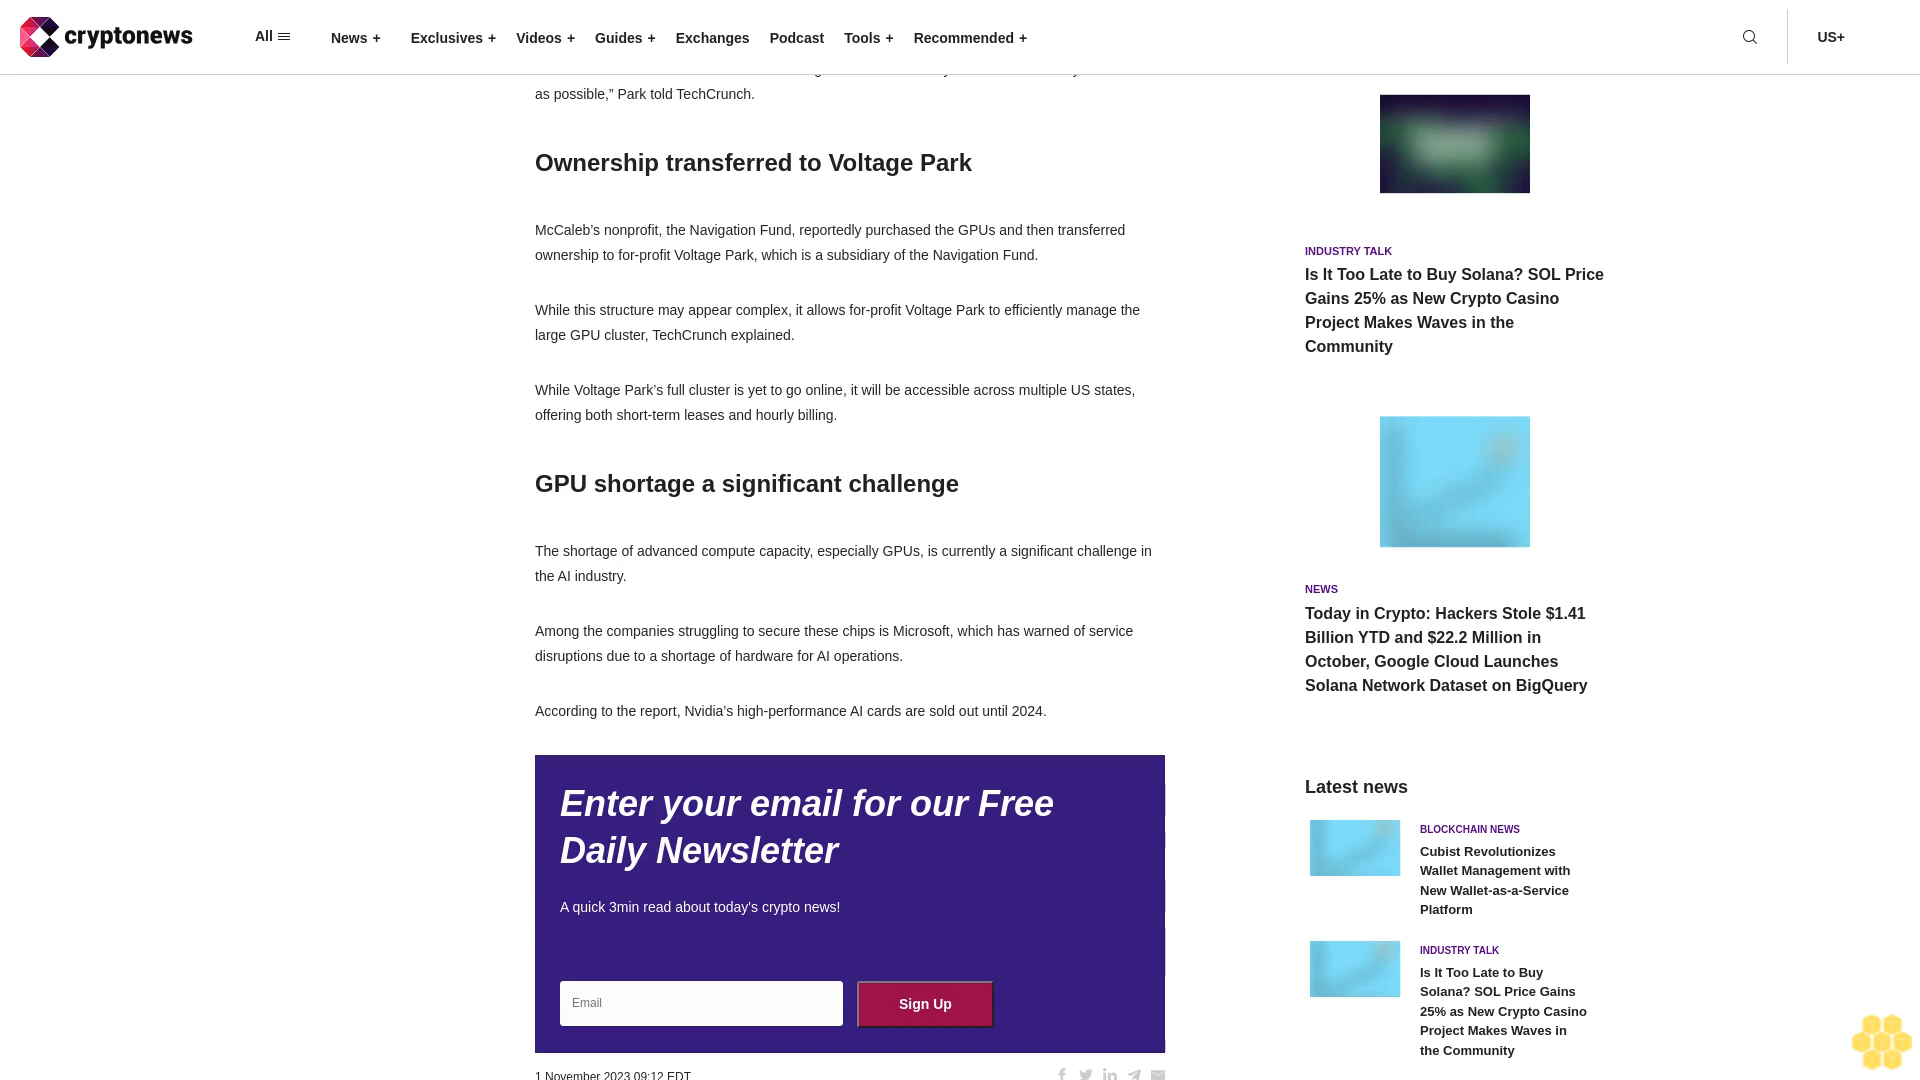 cryptonews
All
News +
Exclusives +
Videos +
Guides +
Exchanges
Podcast
Tools +
Recommended +
US+
as possible,” Park told TechCrunch.
Ownership transferred to Voltage Park
McCaleb’s nonprofit, the Navigation Fund, reportedly purchased the GPUs and then transferred
ownership to for-profit Voltage Park, which is a subsidiary of the Navigation Fund.
While this structure may appear complex, it allows for-profit Voltage Park to efficiently manage the
large GPU cluster, TechCrunch explained.
While Voltage Park’s full cluster is yet to go online, it will be accessible across multiple US states,
offering both short-term leases and hourly billing.
GPU shortage a significant challenge
The shortage of advanced compute capacity, especially GPUs, is currently a significant challenge in
the AI industry.
Among the companies struggling to secure these chips is Microsoft, which has warned of service
disruptions due to a shortage of hardware for AI operations.
According to the report, Nvidia’s high-performance AI cards are sold out until 2024.
Enter your email for our Free
Daily Newsletter
A quick 3min read about today's crypto news!
Email
Sign Up
1 November 2023 09:12 EDT
INDUSTRY TALK
Is It Too Late to Buy Solana? SOL Price
Gains 25% as New Crypto Casino
Project Makes Waves in the
Community
NEWS
Today in Crypto: Hackers Stole $1.41
Billion YTD and $22.2 Million in
October, Google Cloud Launches
Solana Network Dataset on BigQuery
Latest news
BLOCKCHAIN NEWS
Cubist Revolutionizes
Wallet Management with
New Wallet-as-a-Service
Platform
INDUSTRY TALK
Is It Too Late to Buy
Solana? SOL Price Gains
25% as New Crypto Casino
Project Makes Waves in
the Community